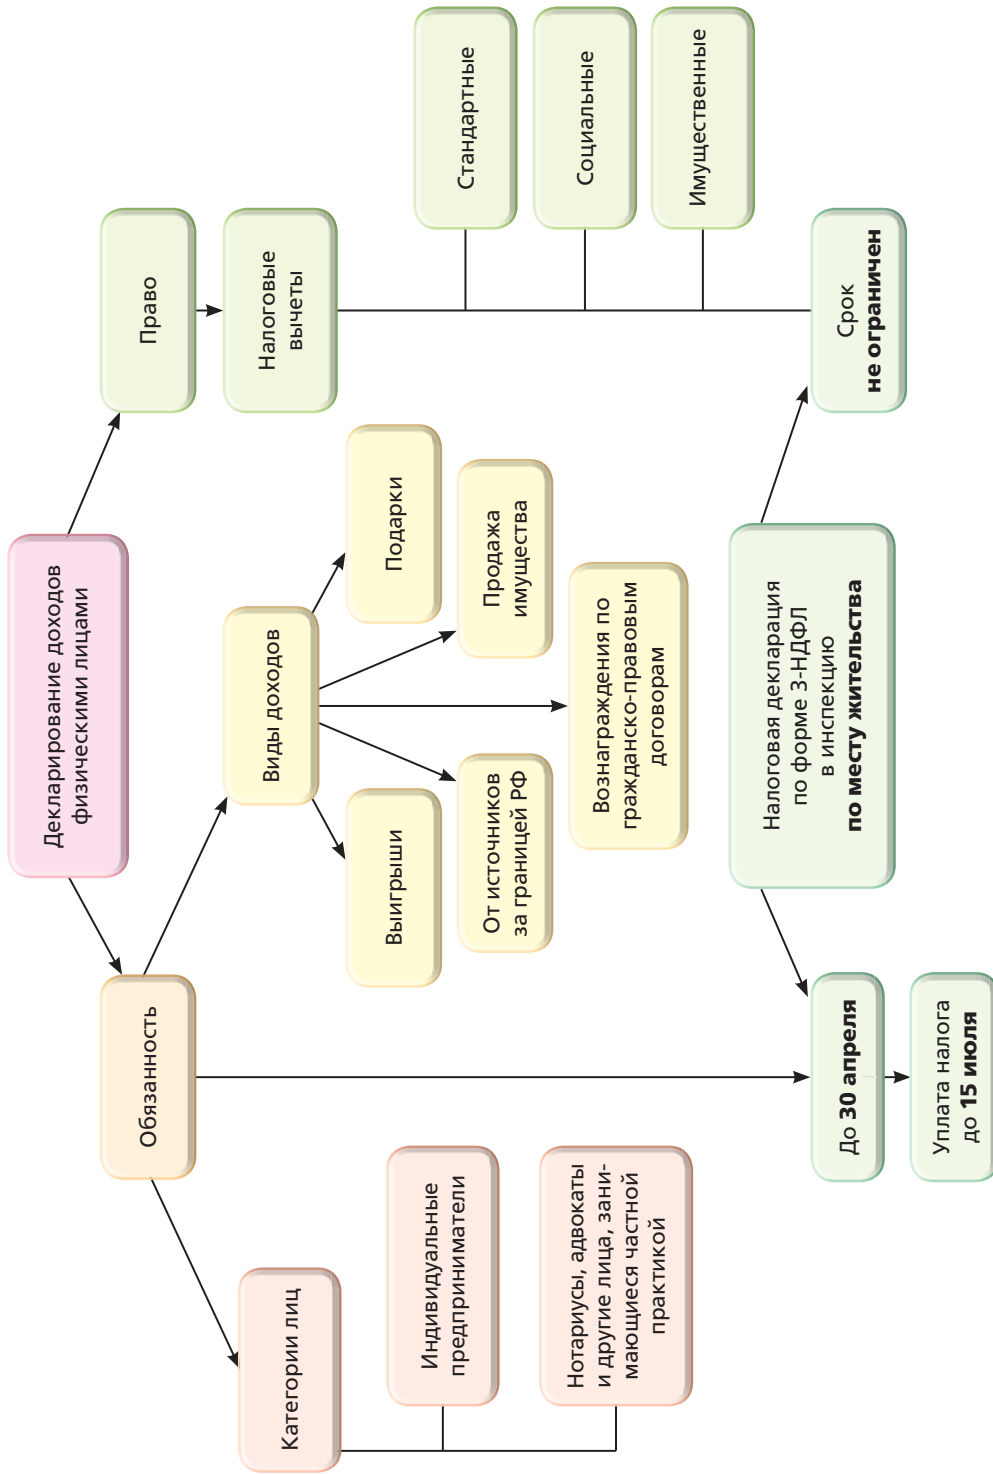 Декларирование доходов
физическими лицами
Обязанность
Право
Категории лиц
Виды доходов
Налоговые
вычеты
Индивидуальные
предприниматели
Нотариусы, адвокаты
и другие лица, зани-
мающиеся частной
практикой
Выигрыши
Подарки
От источников
за границей РФ
Продажа
имущества
Вознаграждения по
гражданско-правовым
договорам
Стандартные
Социальные
Имущественные
Налоговая декларация
по форме 3-НДФЛ
в инспекцию
по месту жительства
До 30 апреля
Срок
не ограничен
Уплата налога
до 15 июля